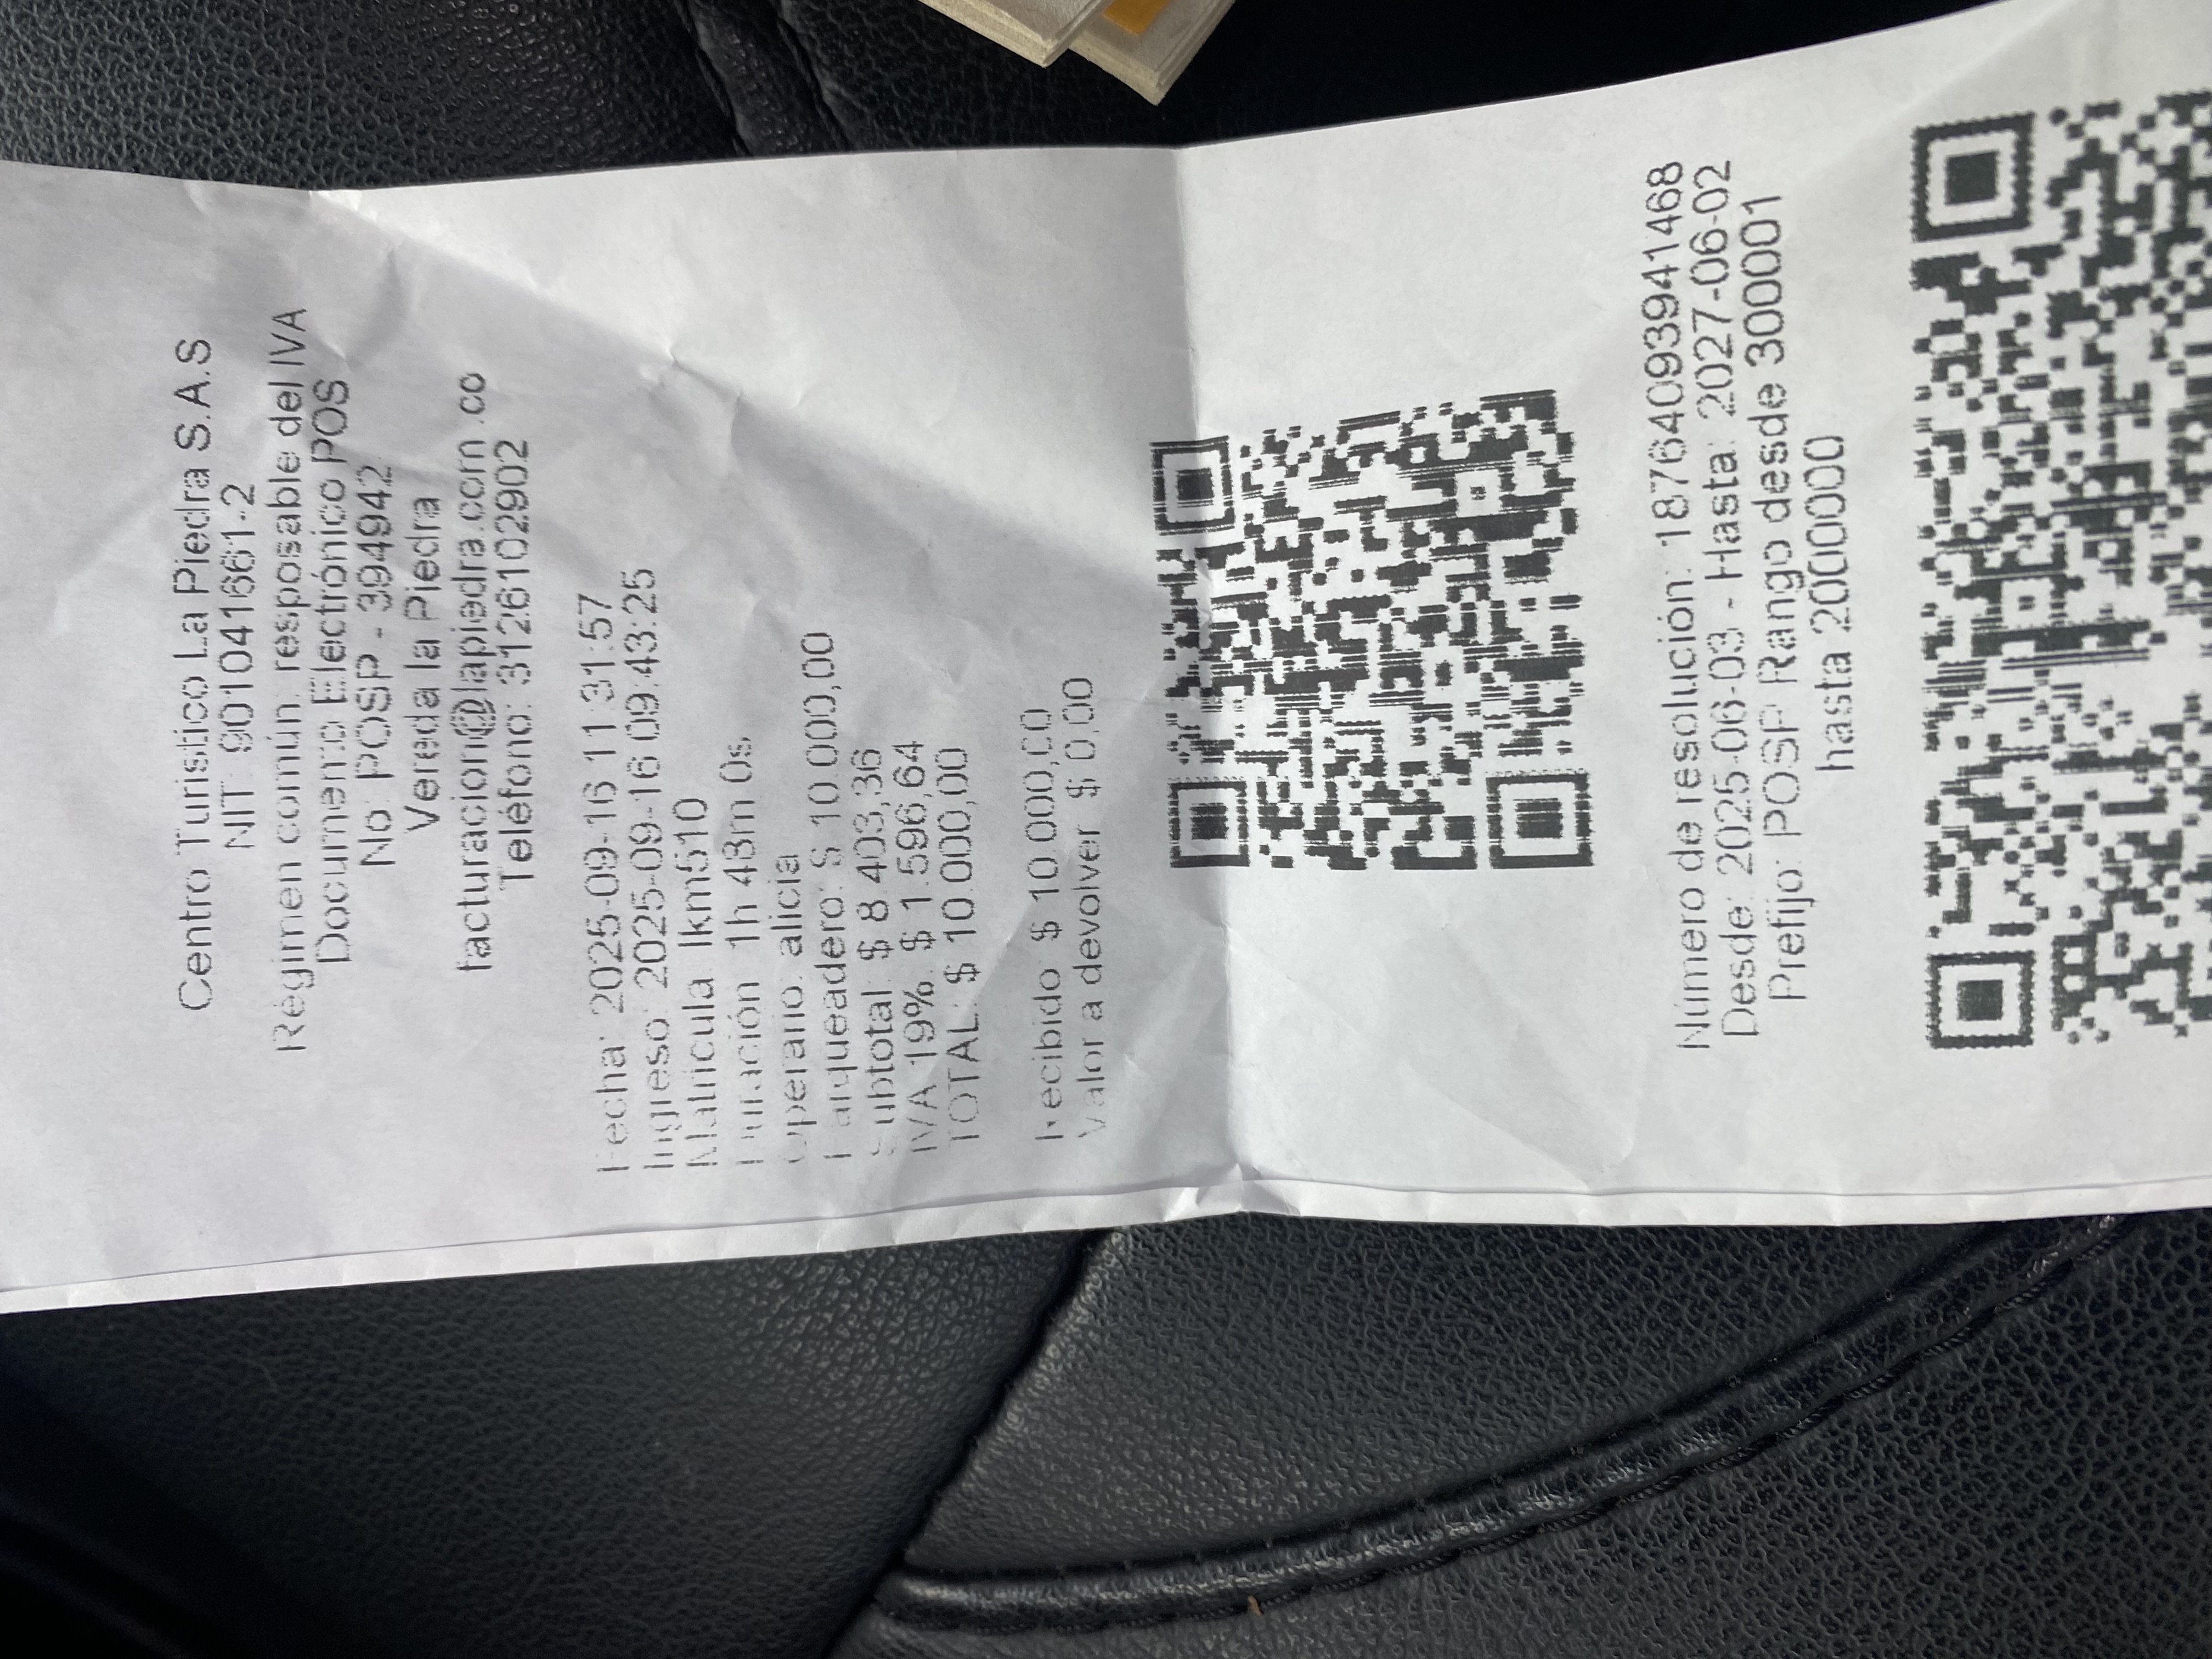 Centro Turistico La Piedra S.A.S
NIT: 901041661-2
Régimen común: resposable del IVA
Documento Electrónico POS
No: POSP - 394942
Vereda la Piedra
facturacion@lapiedra.com.co
Teléfono: 3126102902
Fecha: 2025-09-16 11:31:57
Ingreso: 2025-09-16 09:43:25
Matrícula: lkm510
Duración: 1h 48m 0s
Operario: alicia
Parqueadero: $ 10.000,00
Subtotal: $ 8.403,36
IVA 19%: $ 1.596,64
TOTAL: $ 10.000,00
Recibido: $ 10.000,00
Valor a devolver: $ 0,00
Número de resolución: 18764093941468
Desde: 2025-06-03 - Hasta: 2027-06-02
Prefijo: POSP Rango desde 300001
hasta 2000000